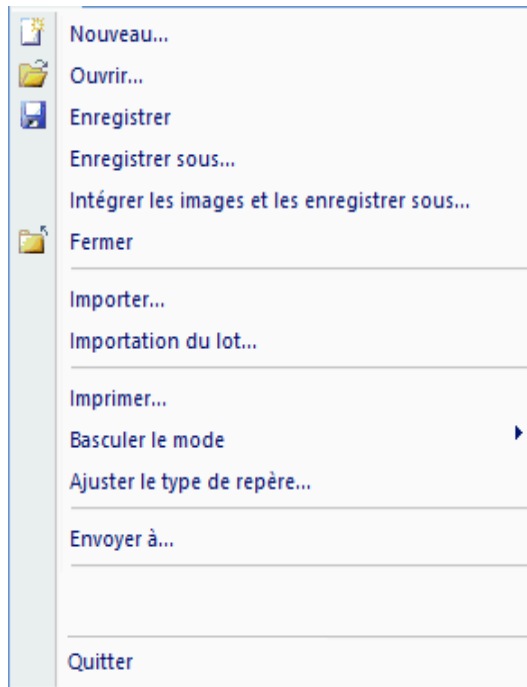 Nouveau...
Ouvrir...
Enregistrer
Enregistrer sous...
Intégrer les images et les enregistrer sous...
Fermer
Importer...
Importation du lot...
Imprimer...
Basculer le mode
Ajuster le type de repère...
Envoyer à...
Quitter